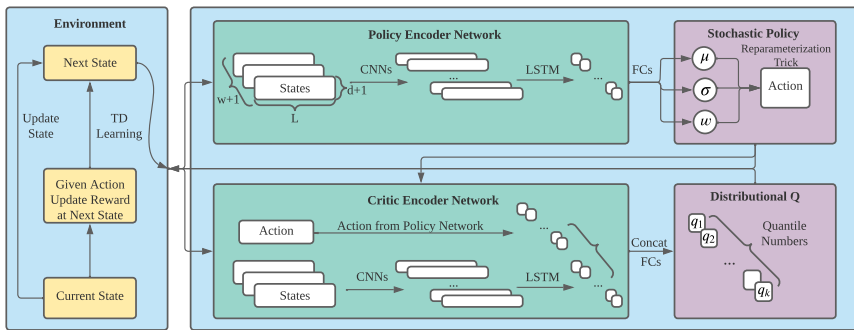 Environment
Next State
Update
State
TD
Learning
Given Action
Update Reward
at Next State
Current State
Policy Encoder Network
States
w+1
d+1
L
CNNs
...
...
LSTM
...
FCs
Stochastic Policy
Reparameterization
Trick
μ
σ
w
Action
Critic Encoder Network
Action
Action from Policy Network
...
States
CNNs
...
LSTM
...
Concat
FCs
Distributional Q
q1
q2
...
qk
Quantile
Numbers